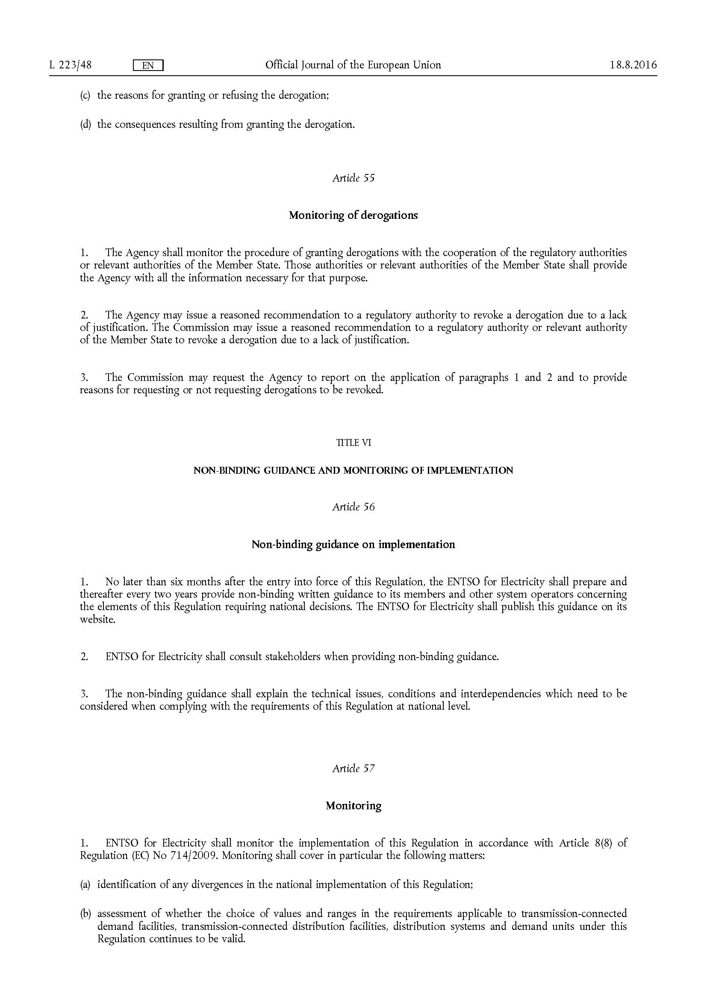 L 223/48 EN Official Journal of the European Union 18.8.2016
(c) the reasons for granting or refusing the derogation;
(d) the consequences resulting from granting the derogation.
Article 55
Monitoring of derogations
1. The Agency shall monitor the procedure of granting derogations with the cooperation of the regulatory authorities
or relevant authorities of the Member State. Those authorities or relevant authorities of the Member State shall provide
the Agency with all the information necessary for that purpose.
2. The Agency may issue a reasoned recommendation to a regulatory authority to revoke a derogation due to a lack
of justification. The Commission may issue a reasoned recommendation to a regulatory authority or relevant authority
of the Member State to revoke a derogation due to a lack of justification.
3. The Commission may request the Agency to report on the application of paragraphs 1 and 2 and to provide
reasons for requesting or not requesting derogations to be revoked.
TITLE VI
NON-BINDING GUIDANCE AND MONITORING OF IMPLEMENTATION
Article 56
Non-binding guidance on implementation
1. No later than six months after the entry into force of this Regulation, the ENTSO for Electricity shall prepare and
thereafter every two years provide non-binding written guidance to its members and other system operators concerning
the elements of this Regulation requiring national decisions. The ENTSO for Electricity shall publish this guidance on its
website.
2. ENTSO for Electricity shall consult stakeholders when providing non-binding guidance.
3. The non-binding guidance shall explain the technical issues, conditions and interdependencies which need to be
considered when complying with the requirements of this Regulation at national level.
Article 57
Monitoring
1. ENTSO for Electricity shall monitor the implementation of this Regulation in accordance with Article 8(8) of
Regulation (EC) No 714/2009. Monitoring shall cover in particular the following matters:
(a) identification of any divergences in the national implementation of this Regulation;
(b) assessment of whether the choice of values and ranges in the requirements applicable to transmission-connected
demand facilities, transmission-connected distribution facilities, distribution systems and demand units under this
Regulation continues to be valid.